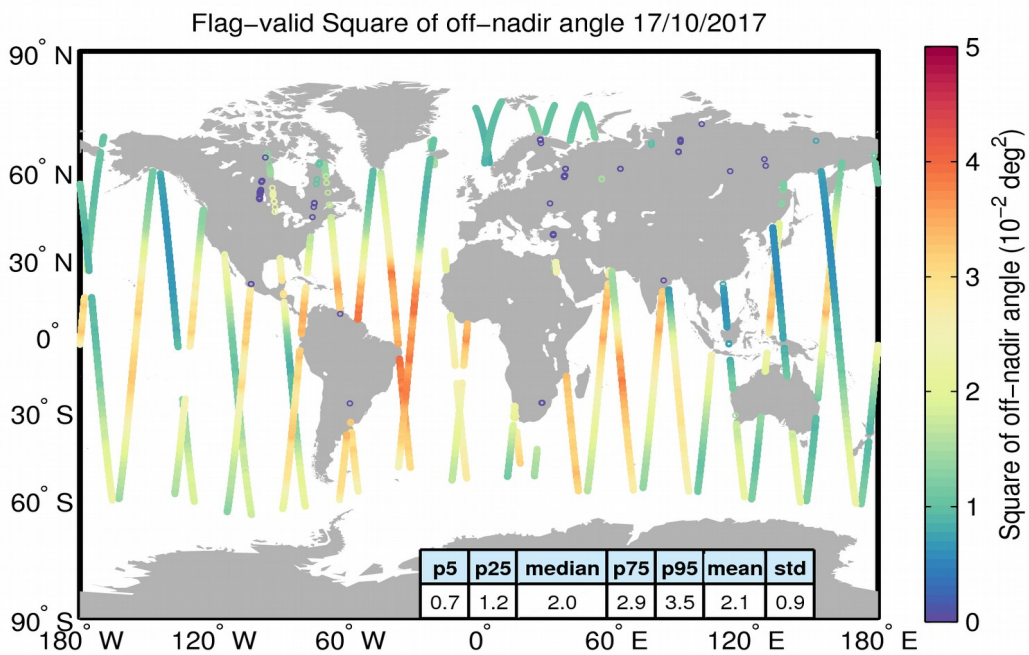 Flag−valid Square of off−nadir angle 17/10/2017
90° N
60° N
30° N
0°
30° S
60° S
90° S
180° W
120° W
60° W
0°
60° E
120° E
180° E
p5 p25 median p75 p95 mean std
0.7 1.2 2.0 2.9 3.5 2.1 0.9
5
4
3
2
1
0
Square of off−nadir angle (10⁻² deg²)